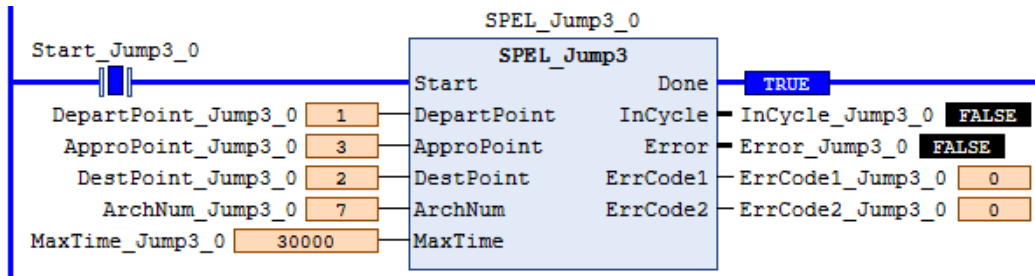 SPEL_Jump3_0
Start_Jump3_0 SPEL_Jump3
Start Done TRUE
DepartPoint_Jump3_0 1 DepartPoint InCycle InCycle_Jump3_0 FALSE
ApproPoint_Jump3_0 3 ApproPoint Error Error_Jump3_0 FALSE
DestPoint_Jump3_0 2 DestPoint ErrCode1 ErrCode1_Jump3_0 0
ArchNum_Jump3_0 7 ArchNum ErrCode2 ErrCode2_Jump3_0 0
MaxTime_Jump3_0 30000 MaxTime